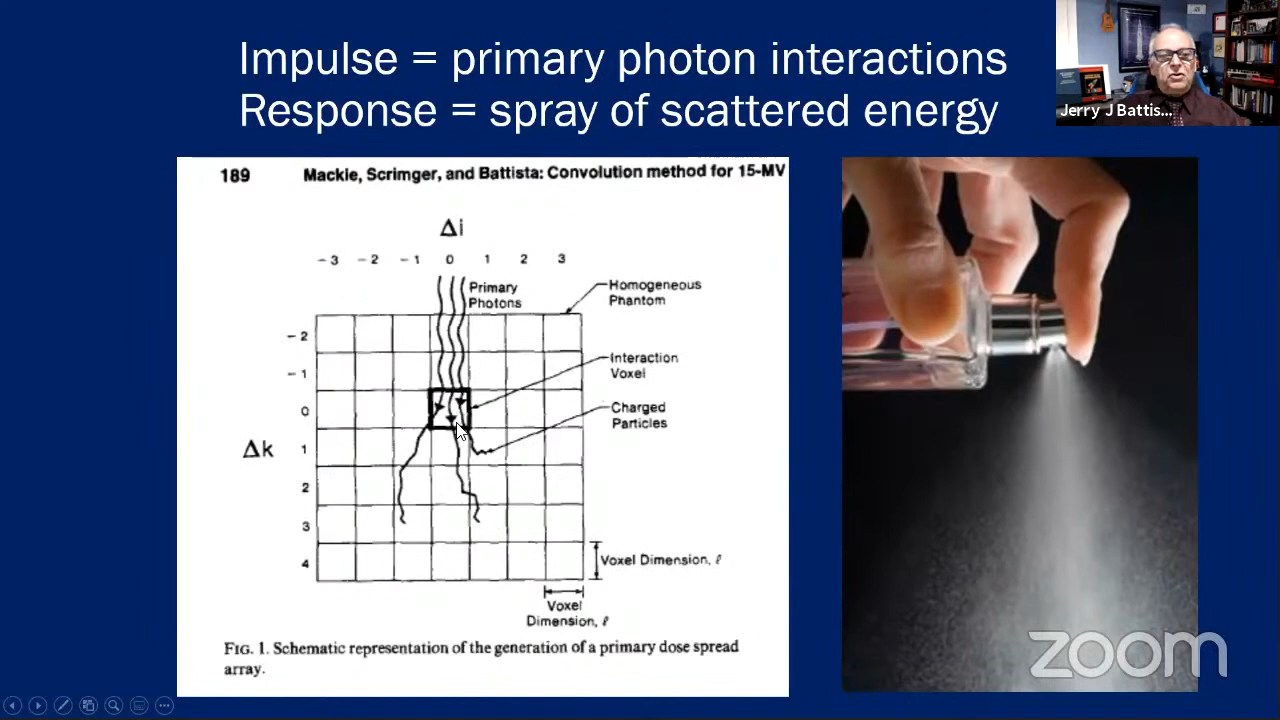 Impulse = primary photon interactions
Response = spray of scattered energy
Jerry J Battis...
189 Mackie, Scrimger, and Battista: Convolution method for 15-MV
Δi
-3 -2 -1 0 1 2 3
Primary
Photons
Homogeneous
Phantom
-2
-1
Interaction
Voxel
0
Charged
Particles
Δk
1
2
3
4
Voxel Dimension, ℓ
Voxel
Dimension, ℓ
FIG. 1. Schematic representation of the generation of a primary dose spread
array.
zoom